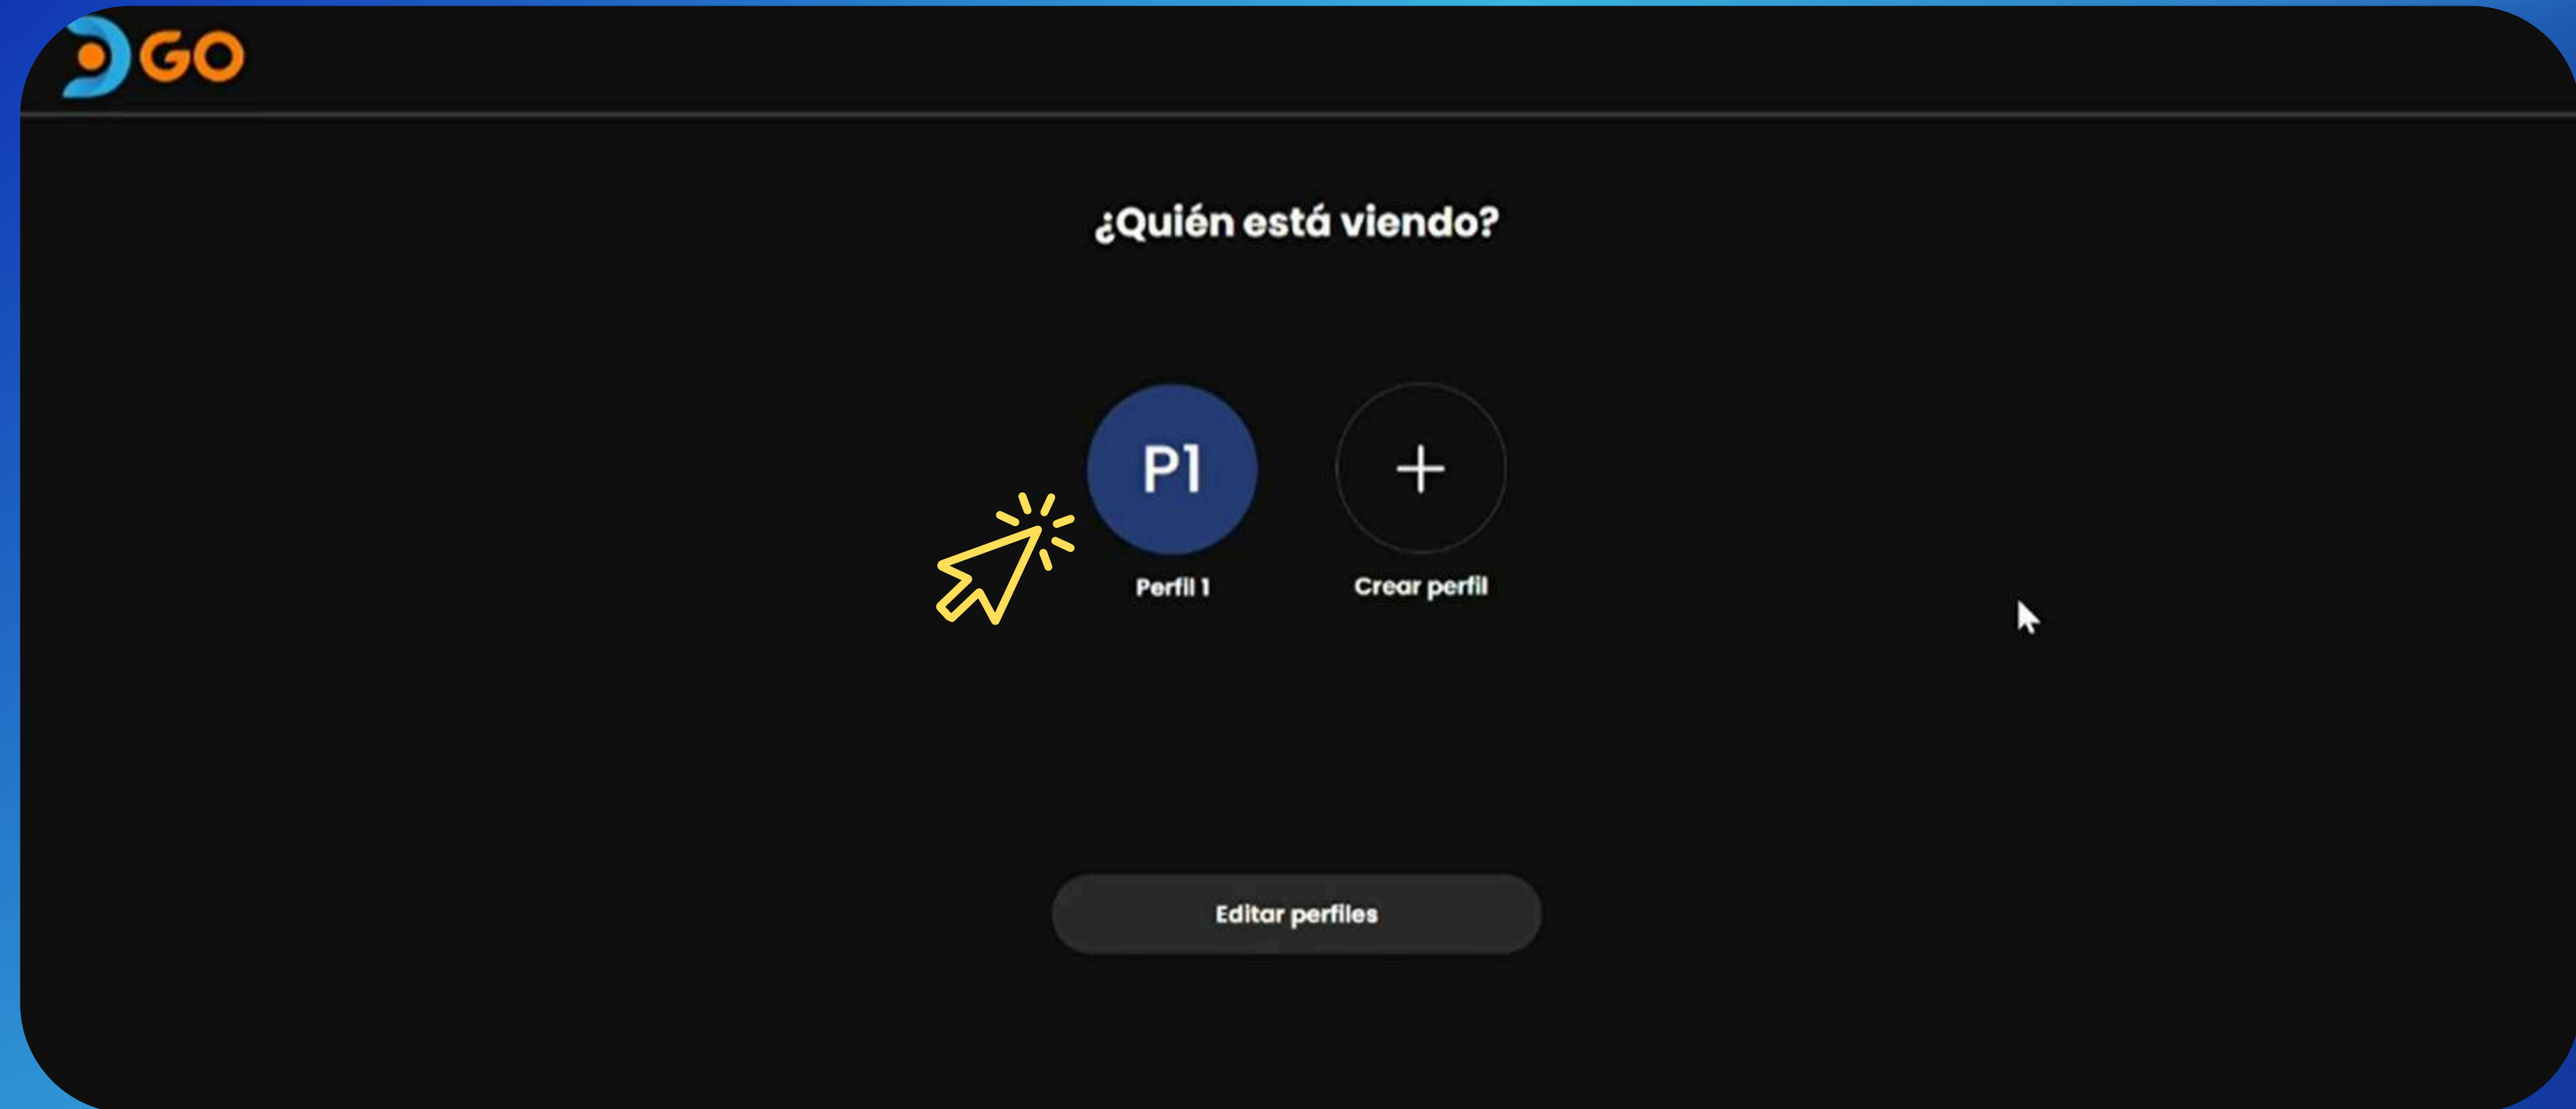 GO
¿Quién está viendo?
P1
Perfil 1
Crear perfil
Editar perfiles